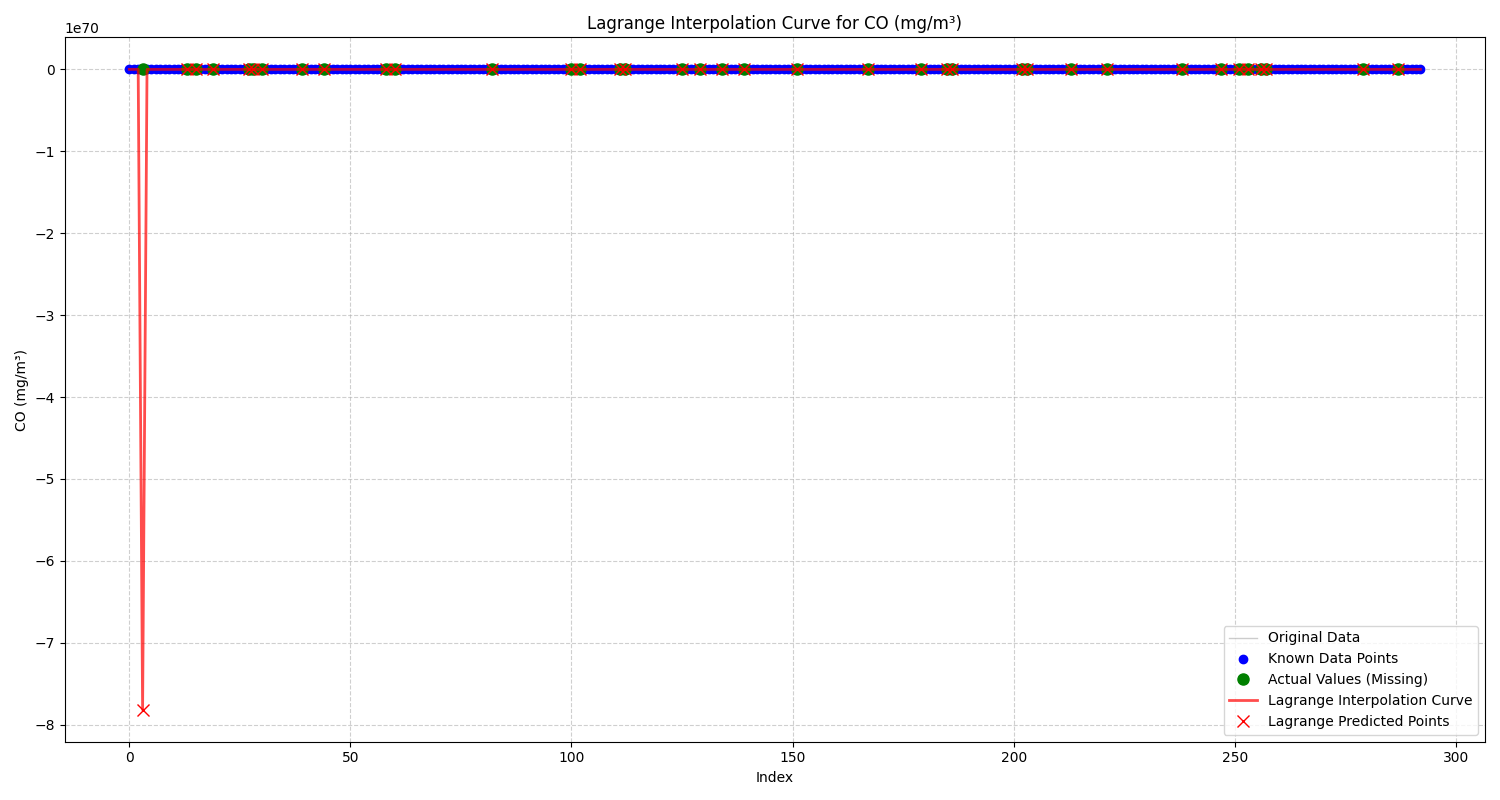 Lagrange Interpolation Curve for CO (mg/m³)
1e70
0
−1
−2
−3
−4
−5
−6
−7
−8
CO (mg/m³)
0
50
100
150
200
250
300
Index
Original Data
Known Data Points
Actual Values (Missing)
Lagrange Interpolation Curve
Lagrange Predicted Points